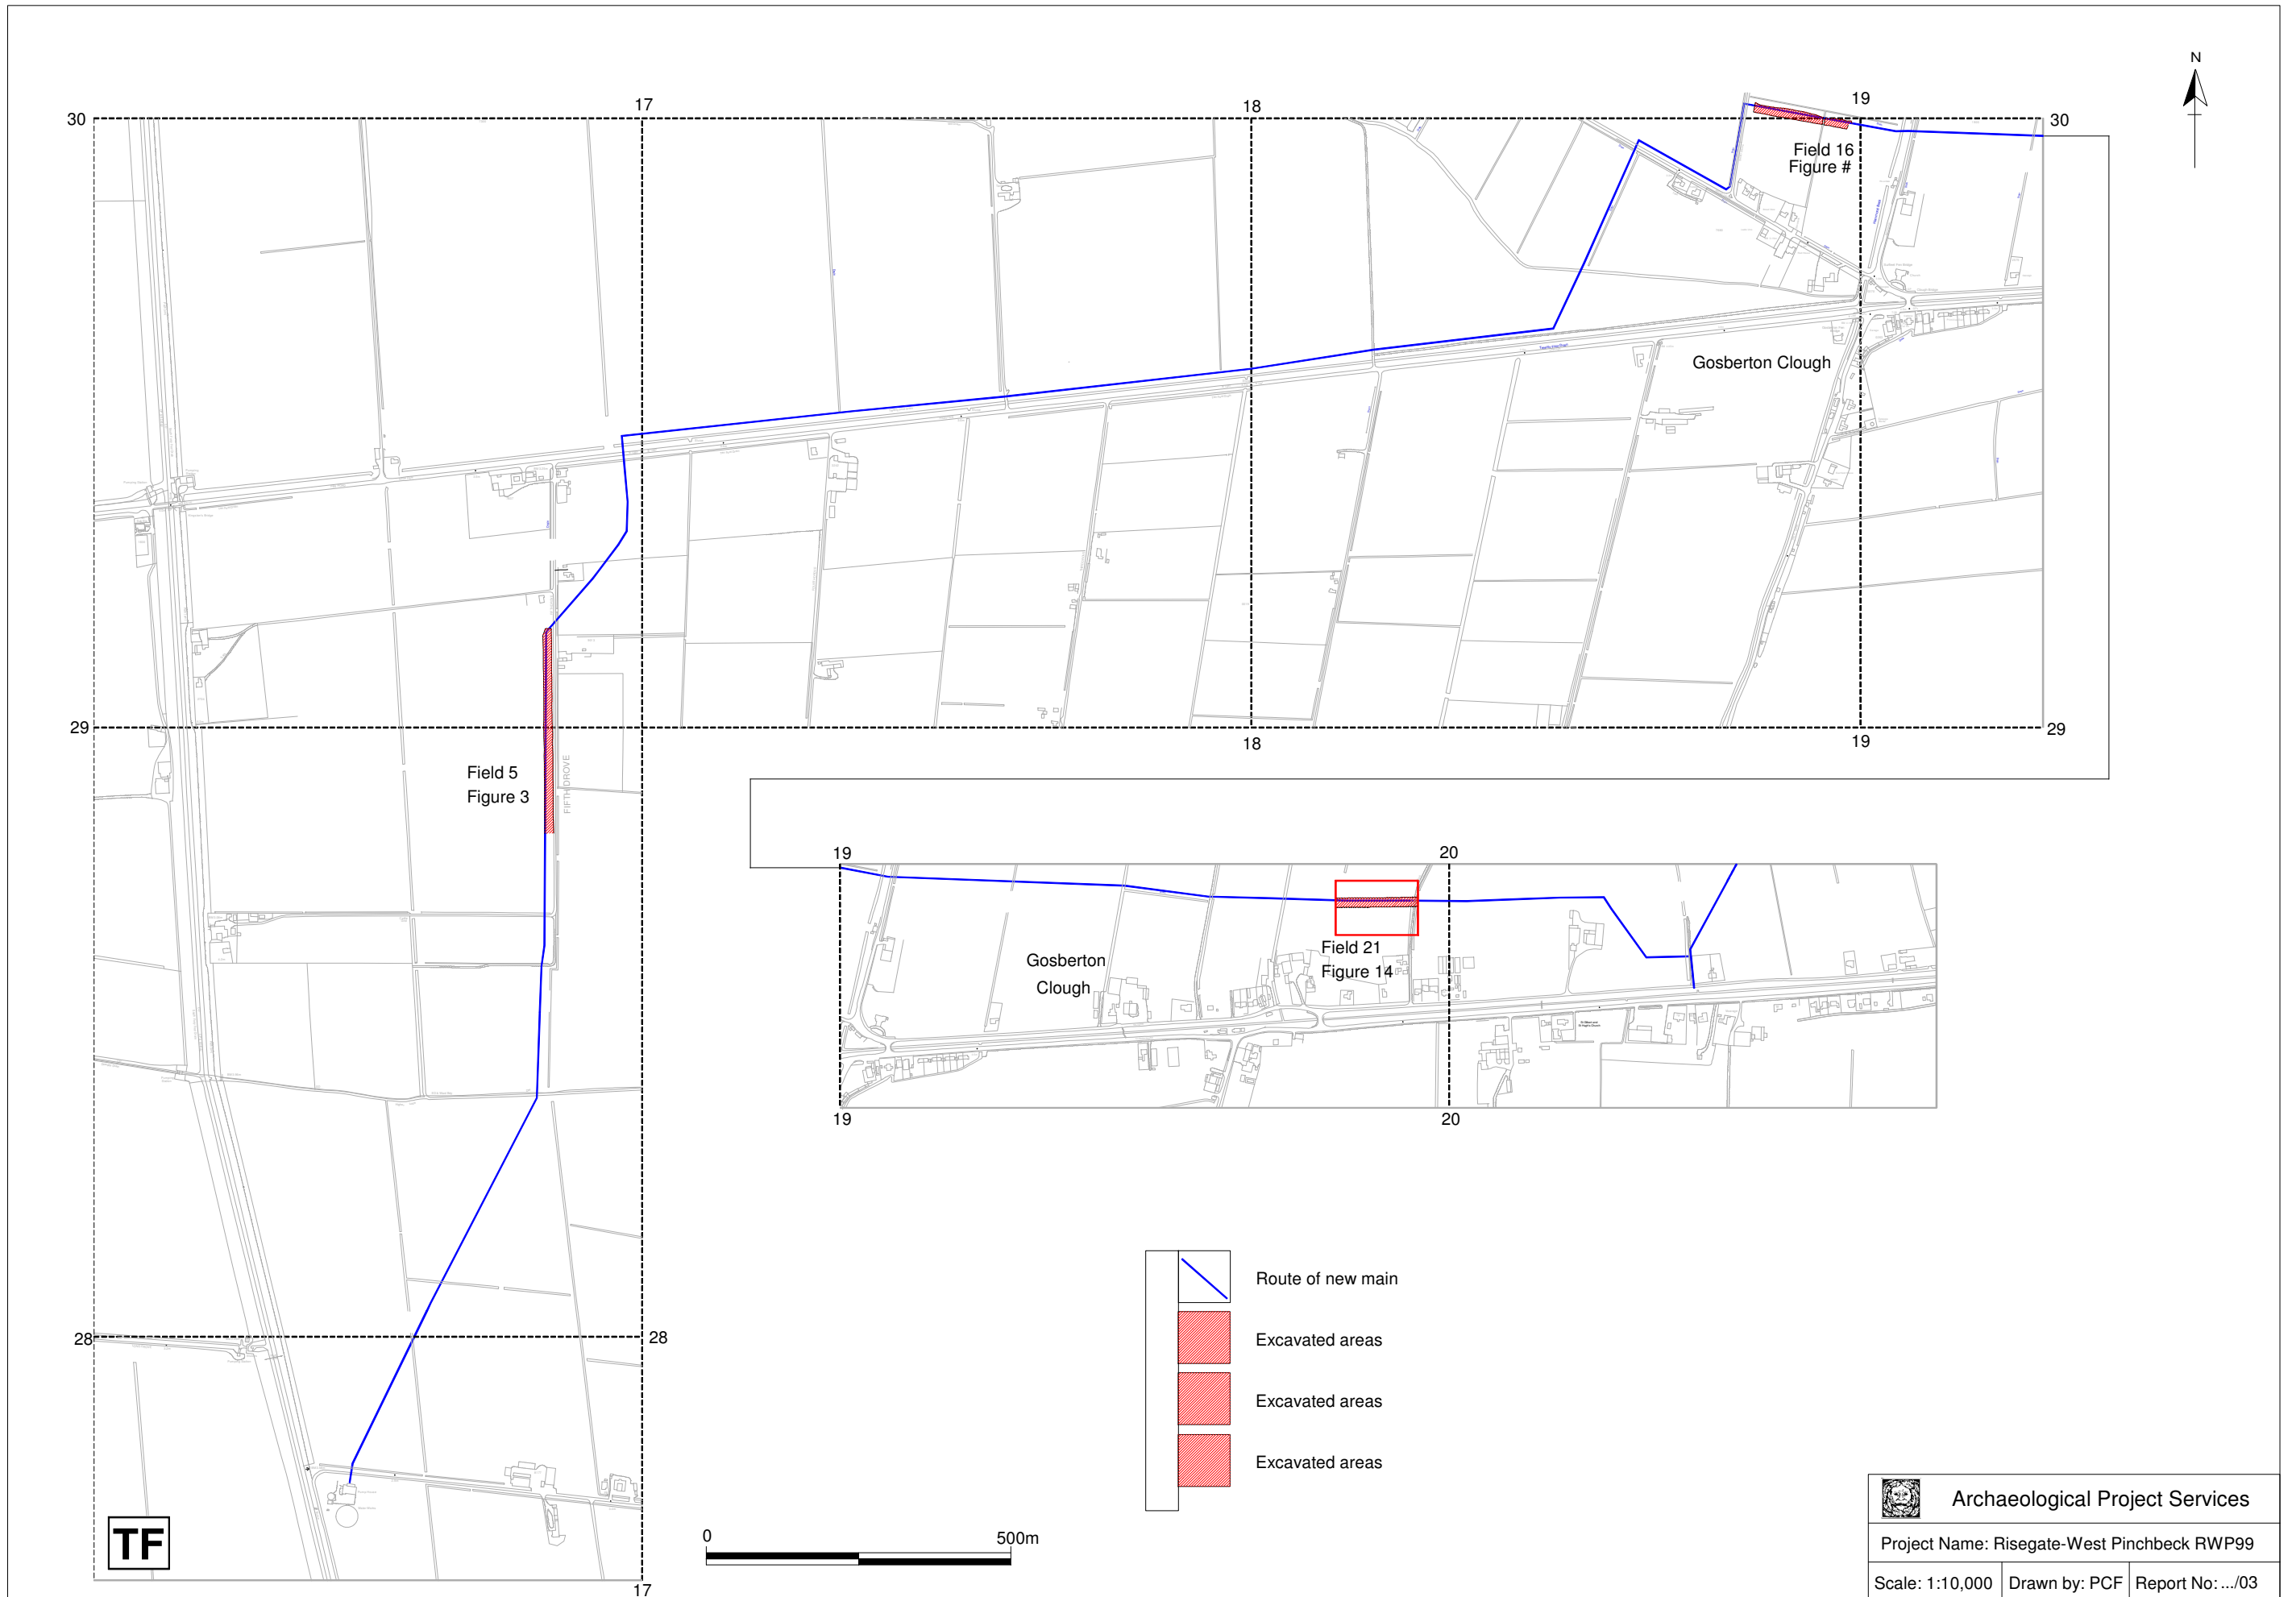 N
17
18
19
30
30
Field 16
Figure #
Gosberton Clough
29
18
19
29
Field 5
Figure 3
FIFTH DROVE
19
20
Gosberton
Clough
Field 21
Figure 14
19
20
Route of new main
Excavated areas
Excavated areas
Excavated areas
28
28
TF
0
500m
17
Archaeological Project Services
Project Name: Risegate-West Pinchbeck RWP99
Scale: 1:10,000
Drawn by: PCF
Report No: .../03